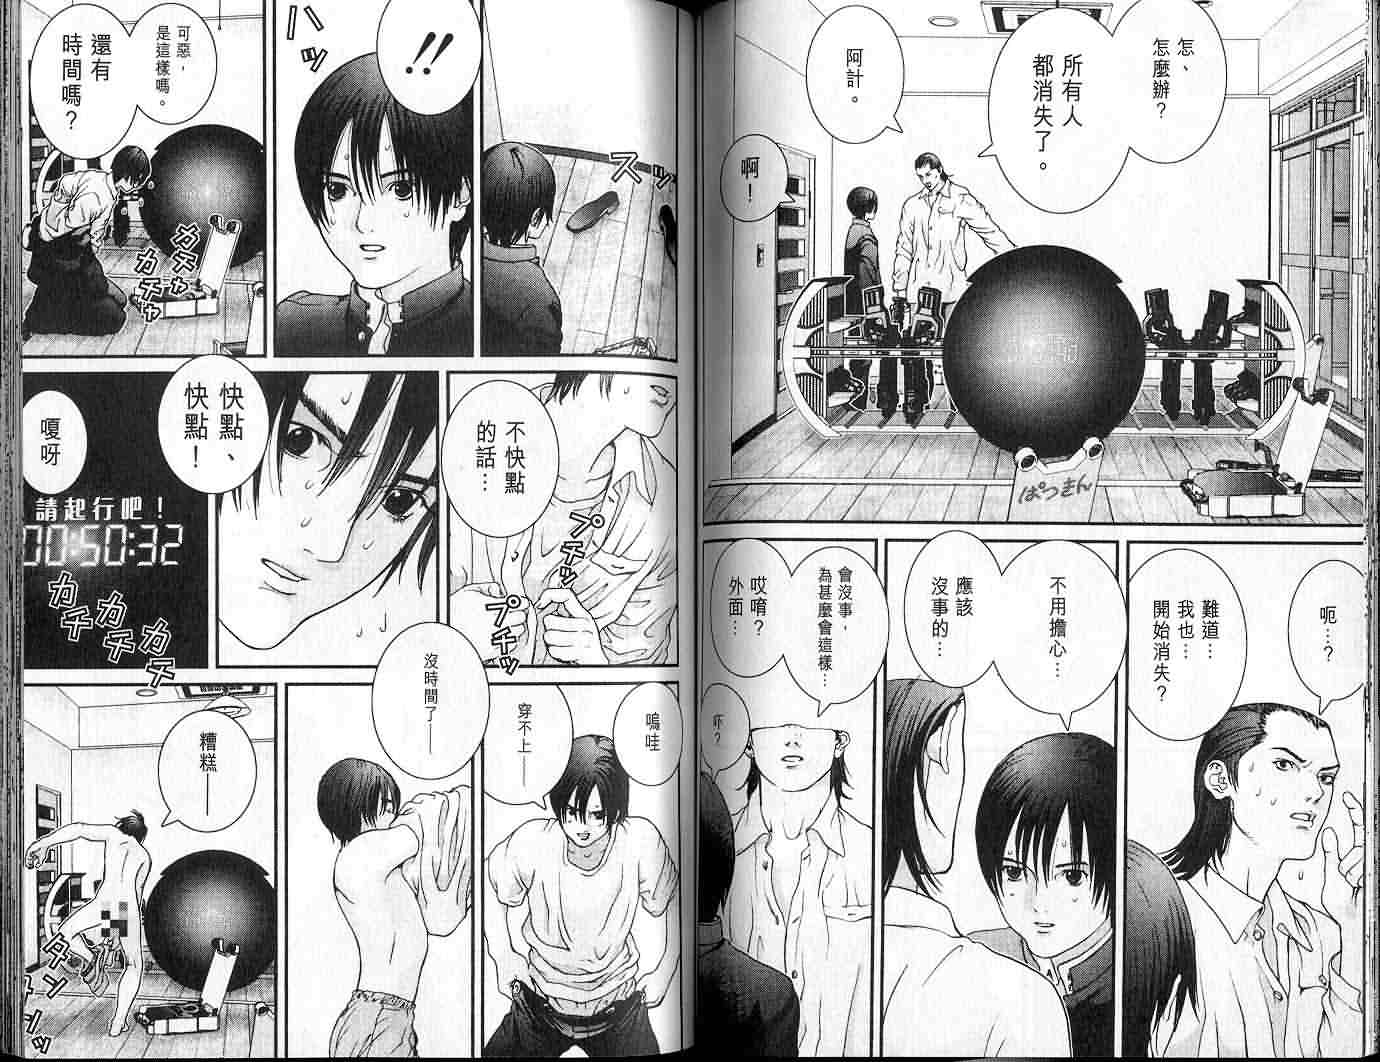 怎、
怎麼辦？
所有人
都消失了。
阿計。
啊！
ぱつきん
呃…？
難道…
我也…
開始消失？
不用擔心…
應該
沒事的…
會沒事，
為甚麼會這樣…
哎唷？
外面…
咋？
スッ
!!
ハッ
可惡，
是這樣嗎。
還有
時間嗎？
ガチャ
ガチャ
不快點
的話…
プチッ
プチッ
快點、
快點！
嗄呀
請起行吧！
00:50:32
カチ
カチ
カチ
嗚哇
穿不上——
沒時間了——
糟糕——